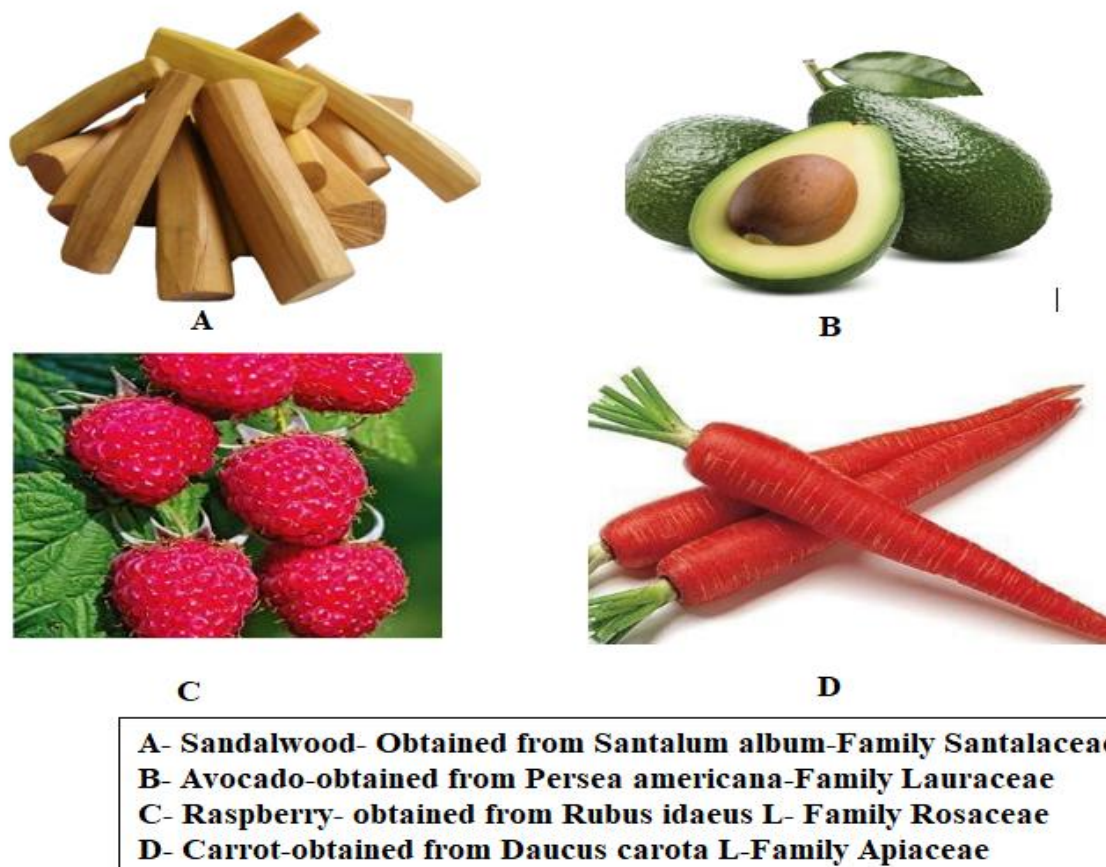 A
B
C
D
A- Sandalwood- Obtained from Santalum album-Family Santalaceae
B- Avocado-obtained from Persea americana-Family Lauraceae
C- Raspberry- obtained from Rubus idaeus L- Family Rosaceae
D- Carrot-obtained from Daucus carota L-Family Apiaceae